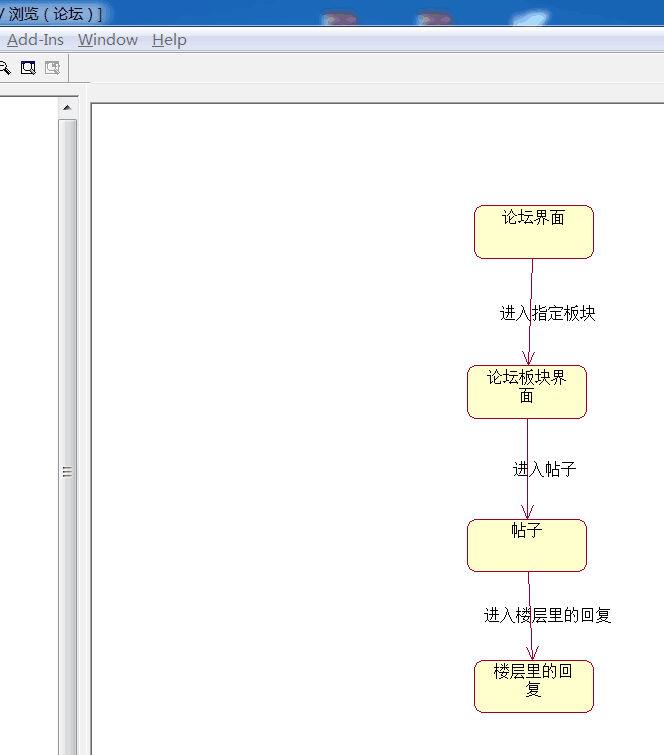 / 浏览 ( 论坛 ) ]
Add-Ins Window Help
论坛界面
进入指定板块
论坛板块界
面
进入帖子
帖子
进入楼层里的回复
楼层里的回
复